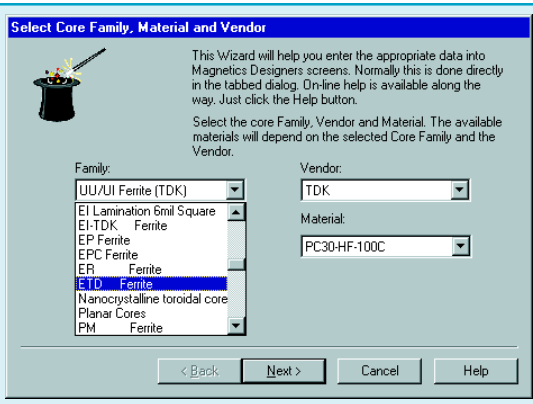 Select Core Family, Material and Vendor
This Wizard will help you enter the appropriate data into
Magnetics Designers screens. Normally this is done directly
in the tabbed dialog. On-line help is available along the
way. Just click the Help button.
Select the core Family, Vendor and Material. The available
materials will depend on the selected Core Family and the
Vendor.
Family:
UU/UI Ferrite (TDK)
EI Lamination 6mil Square
EI-TDK Ferrite
EP Ferrite
EPC Ferrite
ER Ferrite
ETD Ferrite
Nanocrystalline toroidal core
Planar Cores
PM Ferrite
Vendor:
TDK
Material:
PC30-HF-100C
< Back
Next >
Cancel
Help